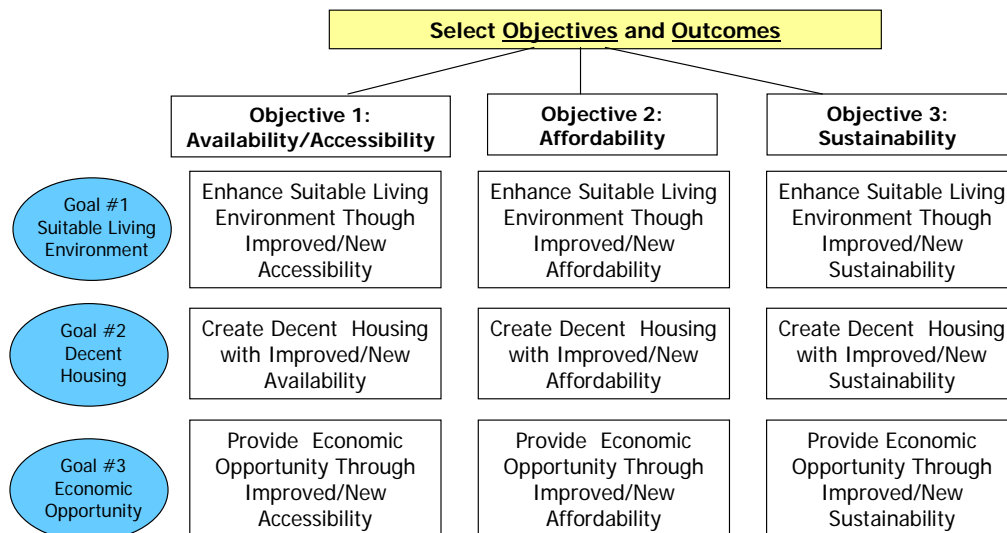 Select Objectives and Outcomes
Objective 1:
Availability/Accessibility
Objective 2:
Affordability
Objective 3:
Sustainability
Goal #1
Suitable Living
Environment
Enhance Suitable Living
Environment Though
Improved/New
Accessibility
Enhance Suitable Living
Environment Though
Improved/New
Affordability
Enhance Suitable Living
Environment Though
Improved/New
Sustainability
Goal #2
Decent
Housing
Create Decent Housing
with Improved/New
Availability
Create Decent Housing
with Improved/New
Affordability
Create Decent Housing
with Improved/New
Sustainability
Goal #3
Economic
Opportunity
Provide Economic
Opportunity Through
Improved/New
Accessibility
Provide Economic
Opportunity Through
Improved/New
Affordability
Provide Economic
Opportunity Through
Improved/New
Sustainability